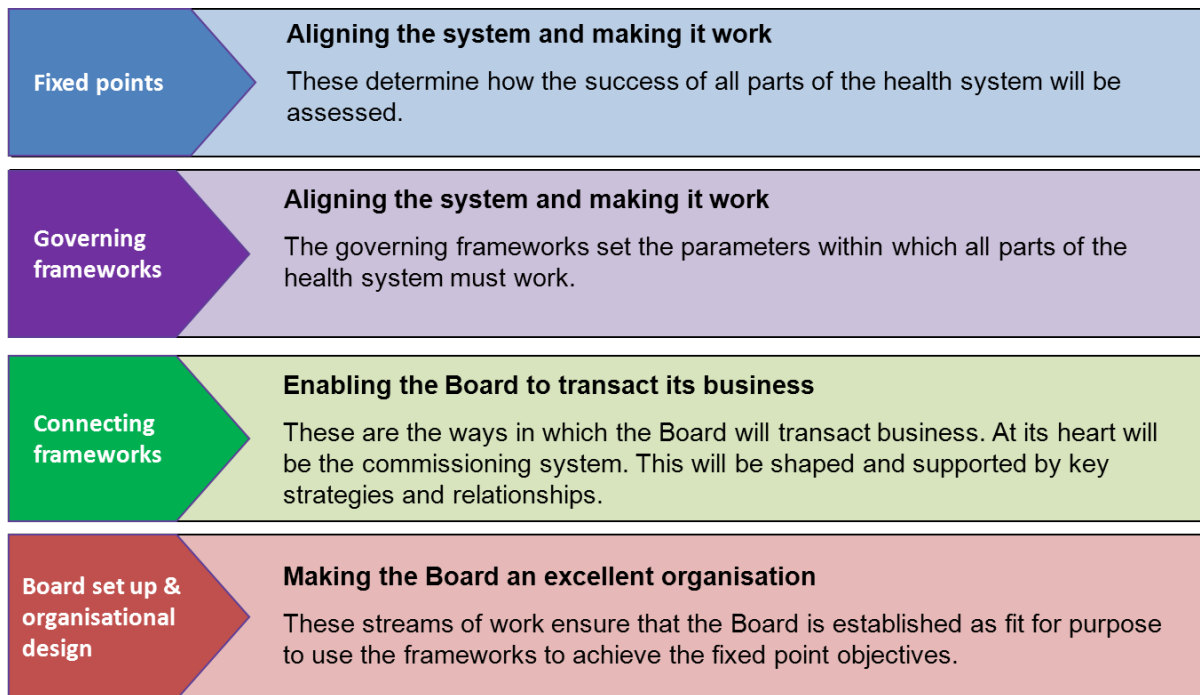 Fixed points
Aligning the system and making it work
These determine how the success of all parts of the health system will be
assessed.
Governing
frameworks
Aligning the system and making it work
The governing frameworks set the parameters within which all parts of the
health system must work.
Connecting
frameworks
Enabling the Board to transact its business
These are the ways in which the Board will transact business. At its heart will
be the commissioning system. This will be shaped and supported by key
strategies and relationships.
Board set up &
organisational
design
Making the Board an excellent organisation
These streams of work ensure that the Board is established as fit for purpose
to use the frameworks to achieve the fixed point objectives.